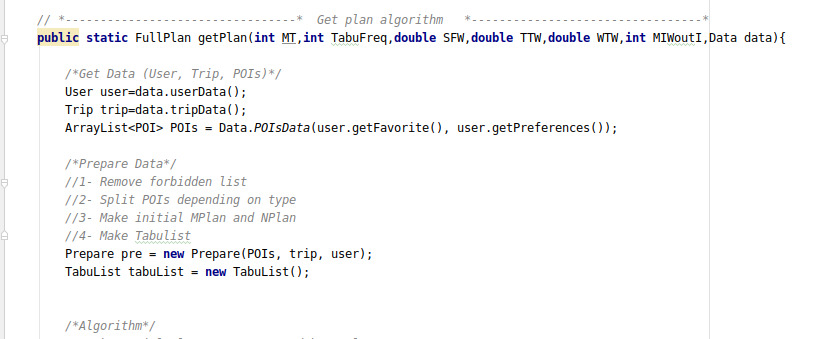 // *---------------------------------* Get plan algorithm *---------------------------------*
public static FullPlan getPlan(int MT,int TabuFreq,double SFW,double TTW,double WTW,int MIWoutI,Data data){
/*Get Data (User, Trip, POIs)*/
User user=data.userData();
Trip trip=data.tripData();
ArrayList<POI> POIs = Data.POIsData(user.getFavorite(), user.getPreferences());
/*Prepare Data*/
//1- Remove forbidden list
//2- Split POIs depending on type
//3- Make initial MPlan and NPlan
//4- Make Tabulist
Prepare pre = new Prepare(POIs, trip, user);
TabuList tabuList = new TabuList();
/*Algorithm*/